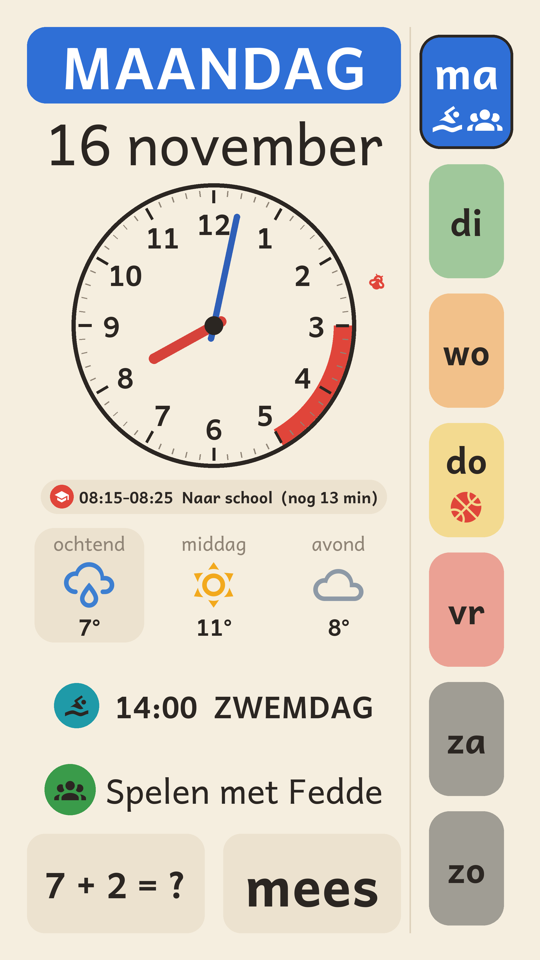 MAANDAG
16 november
12
1
2
3
4
5
6
7
8
9
10
11
08:15–08:25 Naar school (nog 13 min)
ochtend middag avond
7° 11° 8°
14:00 ZWEMDAG
Spelen met Fedde
7 + 2 = ?
mees
ma
di
wo
do
vr
za
zo